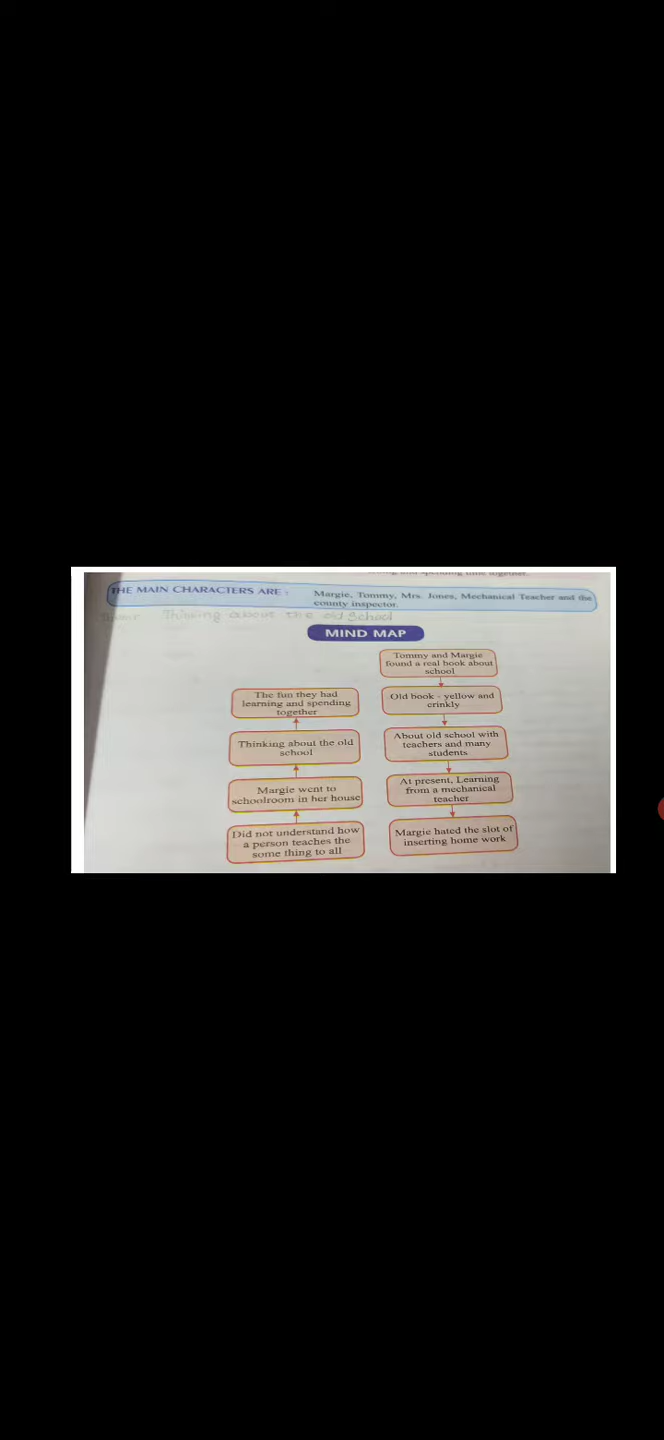 and spending time together.
THE MAIN CHARACTERS ARE :
Margie, Tommy, Mrs. Jones, Mechanical Teacher and the
county inspector.
Thinking about the old School
MIND MAP
Tommy and Margie
found a real book about
school
Old book - yellow and
crinkly
About old school with
teachers and many
students
At present, Learning
from a mechanical
teacher
Margie hated the slot of
inserting home work
Did not understand how
a person teaches the
some thing to all
Margie went to
schoolroom in her house
Thinking about the old
school
The fun they had
learning and spending
together